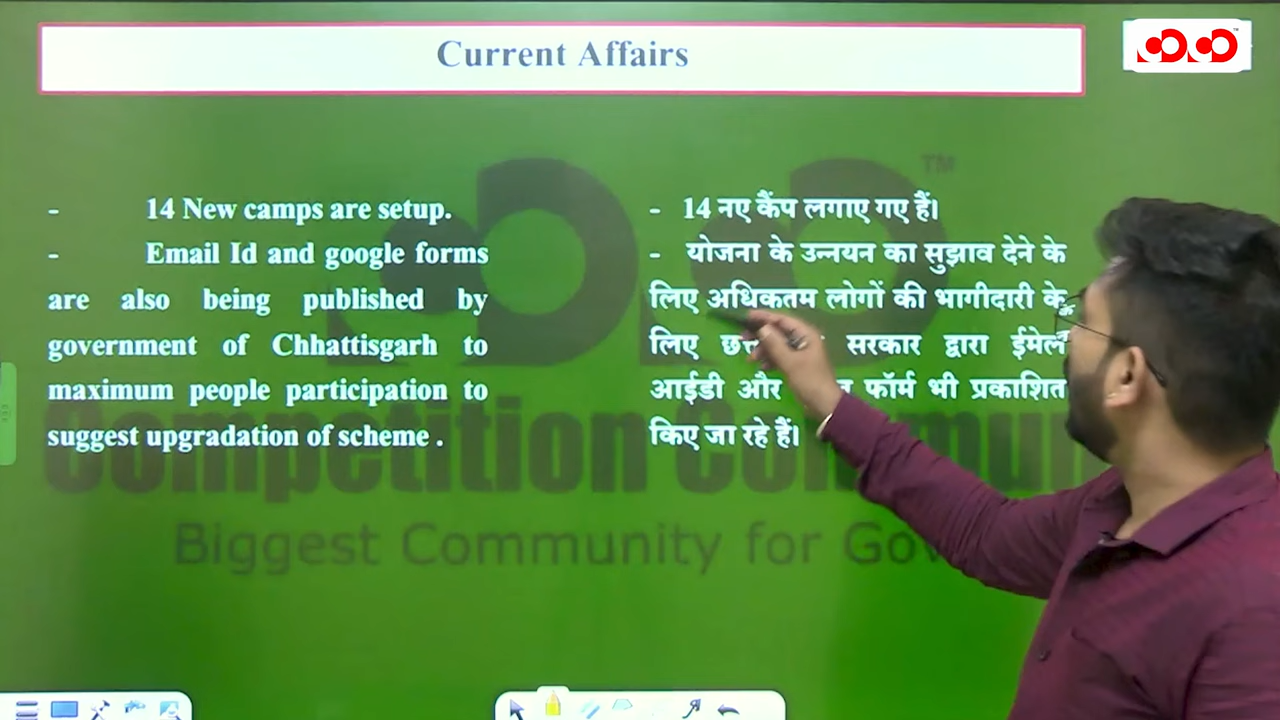 Current Affairs
- 14 New camps are setup.
- Email Id and google forms
are also being published by
government of Chhattisgarh to
maximum people participation to
suggest upgradation of scheme .
- 14 नए कैंप लगाए गए हैं।
- योजना के उन्नयन का सुझाव देने के
लिए अधिकतम लोगों की भागीदारी के
लिए सरकार द्वारा ईमेल
आईडी और फॉर्म भी प्रकाशित
किए जा रहे हैं।
Competition
Biggest Community for
TM